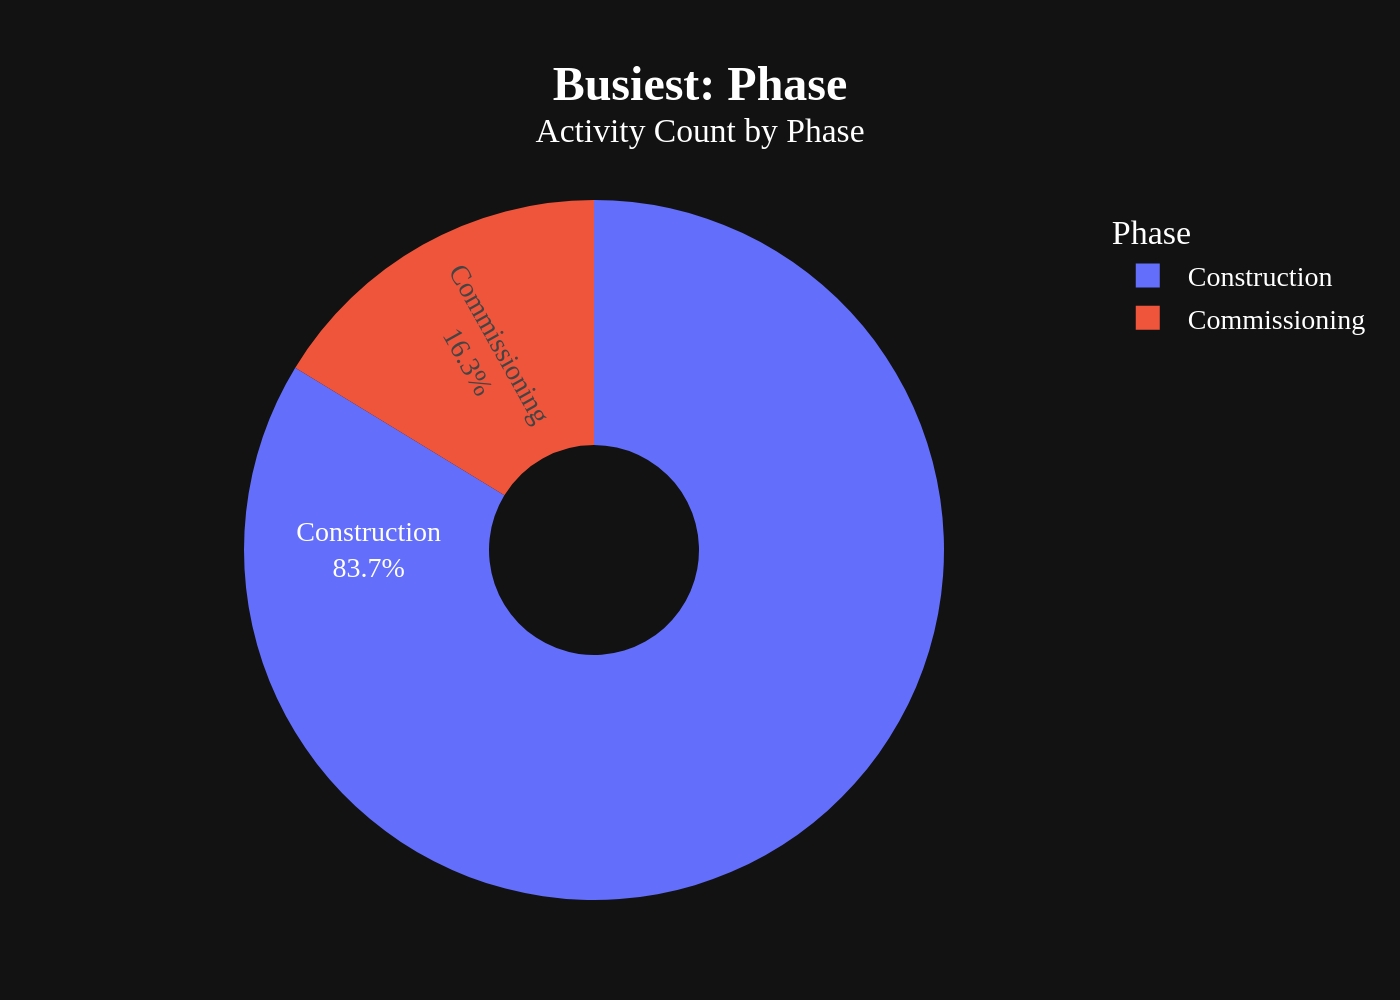 Busiest: Phase
Activity Count by Phase
Phase
Construction
Commissioning
Commissioning
16.3%
Construction
83.7%